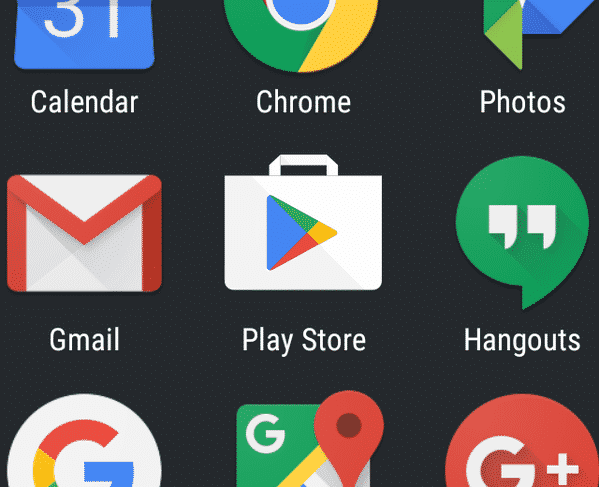 31
Calendar
Chrome
Photos
Gmail
Play Store
Hangouts
G
G
G+